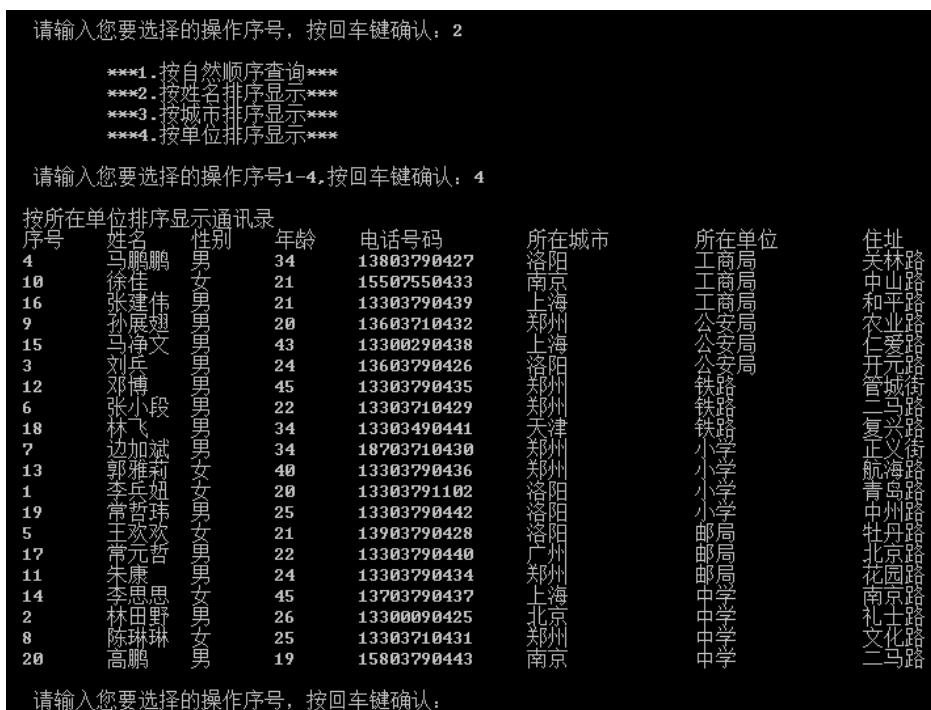 请输入您要选择的操作序号，按回车键确认：2
***1.按自然顺序查询***
***2.按姓名排序显示***
***3.按城市排序显示***
***4.按单位排序显示***
请输入您要选择的操作序号1-4,按回车键确认：4
按所在单位排序显示通讯录
序号 姓名 性别 年龄 电话号码 所在城市 所在单位 住址
4 马鹏鹏 男 34 13803790427 洛阳 工商局 关林路
10 徐佳 女 21 15507550433 南京 工商局 中山路
16 张建伟 男 21 13303790439 上海 工商局 和平路
9 孙展翅 男 20 13603710432 郑州 公安局 农业路
15 马净文 男 43 13300290438 上海 公安局 仁爱路
3 刘兵 男 24 13603790426 洛阳 公安局 开元路
12 邓博 男 45 13303790435 郑州 铁路 管城街
6 张小段 男 22 13303710429 郑州 铁路 二马路
18 林飞 男 34 13303490441 天津 铁路 复兴路
7 边加斌 男 34 18703710430 郑州 小学 正义街
13 郭雅莉 女 40 13303790436 郑州 小学 航海路
1 李兵妞 女 20 13303791102 洛阳 小学 青岛路
19 常哲玮 男 25 13303790442 洛阳 小学 中州路
5 王欢欢 女 21 13903790428 洛阳 邮局 牡丹路
17 常元哲 男 22 13303790440 广州 邮局 北京路
11 朱康 男 24 13303790434 郑州 邮局 花园路
14 李思思 女 45 13703790437 上海 中学 南京路
2 林田野 男 26 13300090425 北京 中学 礼士路
8 陈琳琳 女 25 13303710431 郑州 中学 文化路
20 高鹏 男 19 15803790443 南京 中学 二马路
请输入您要选择的操作序号，按回车键确认：